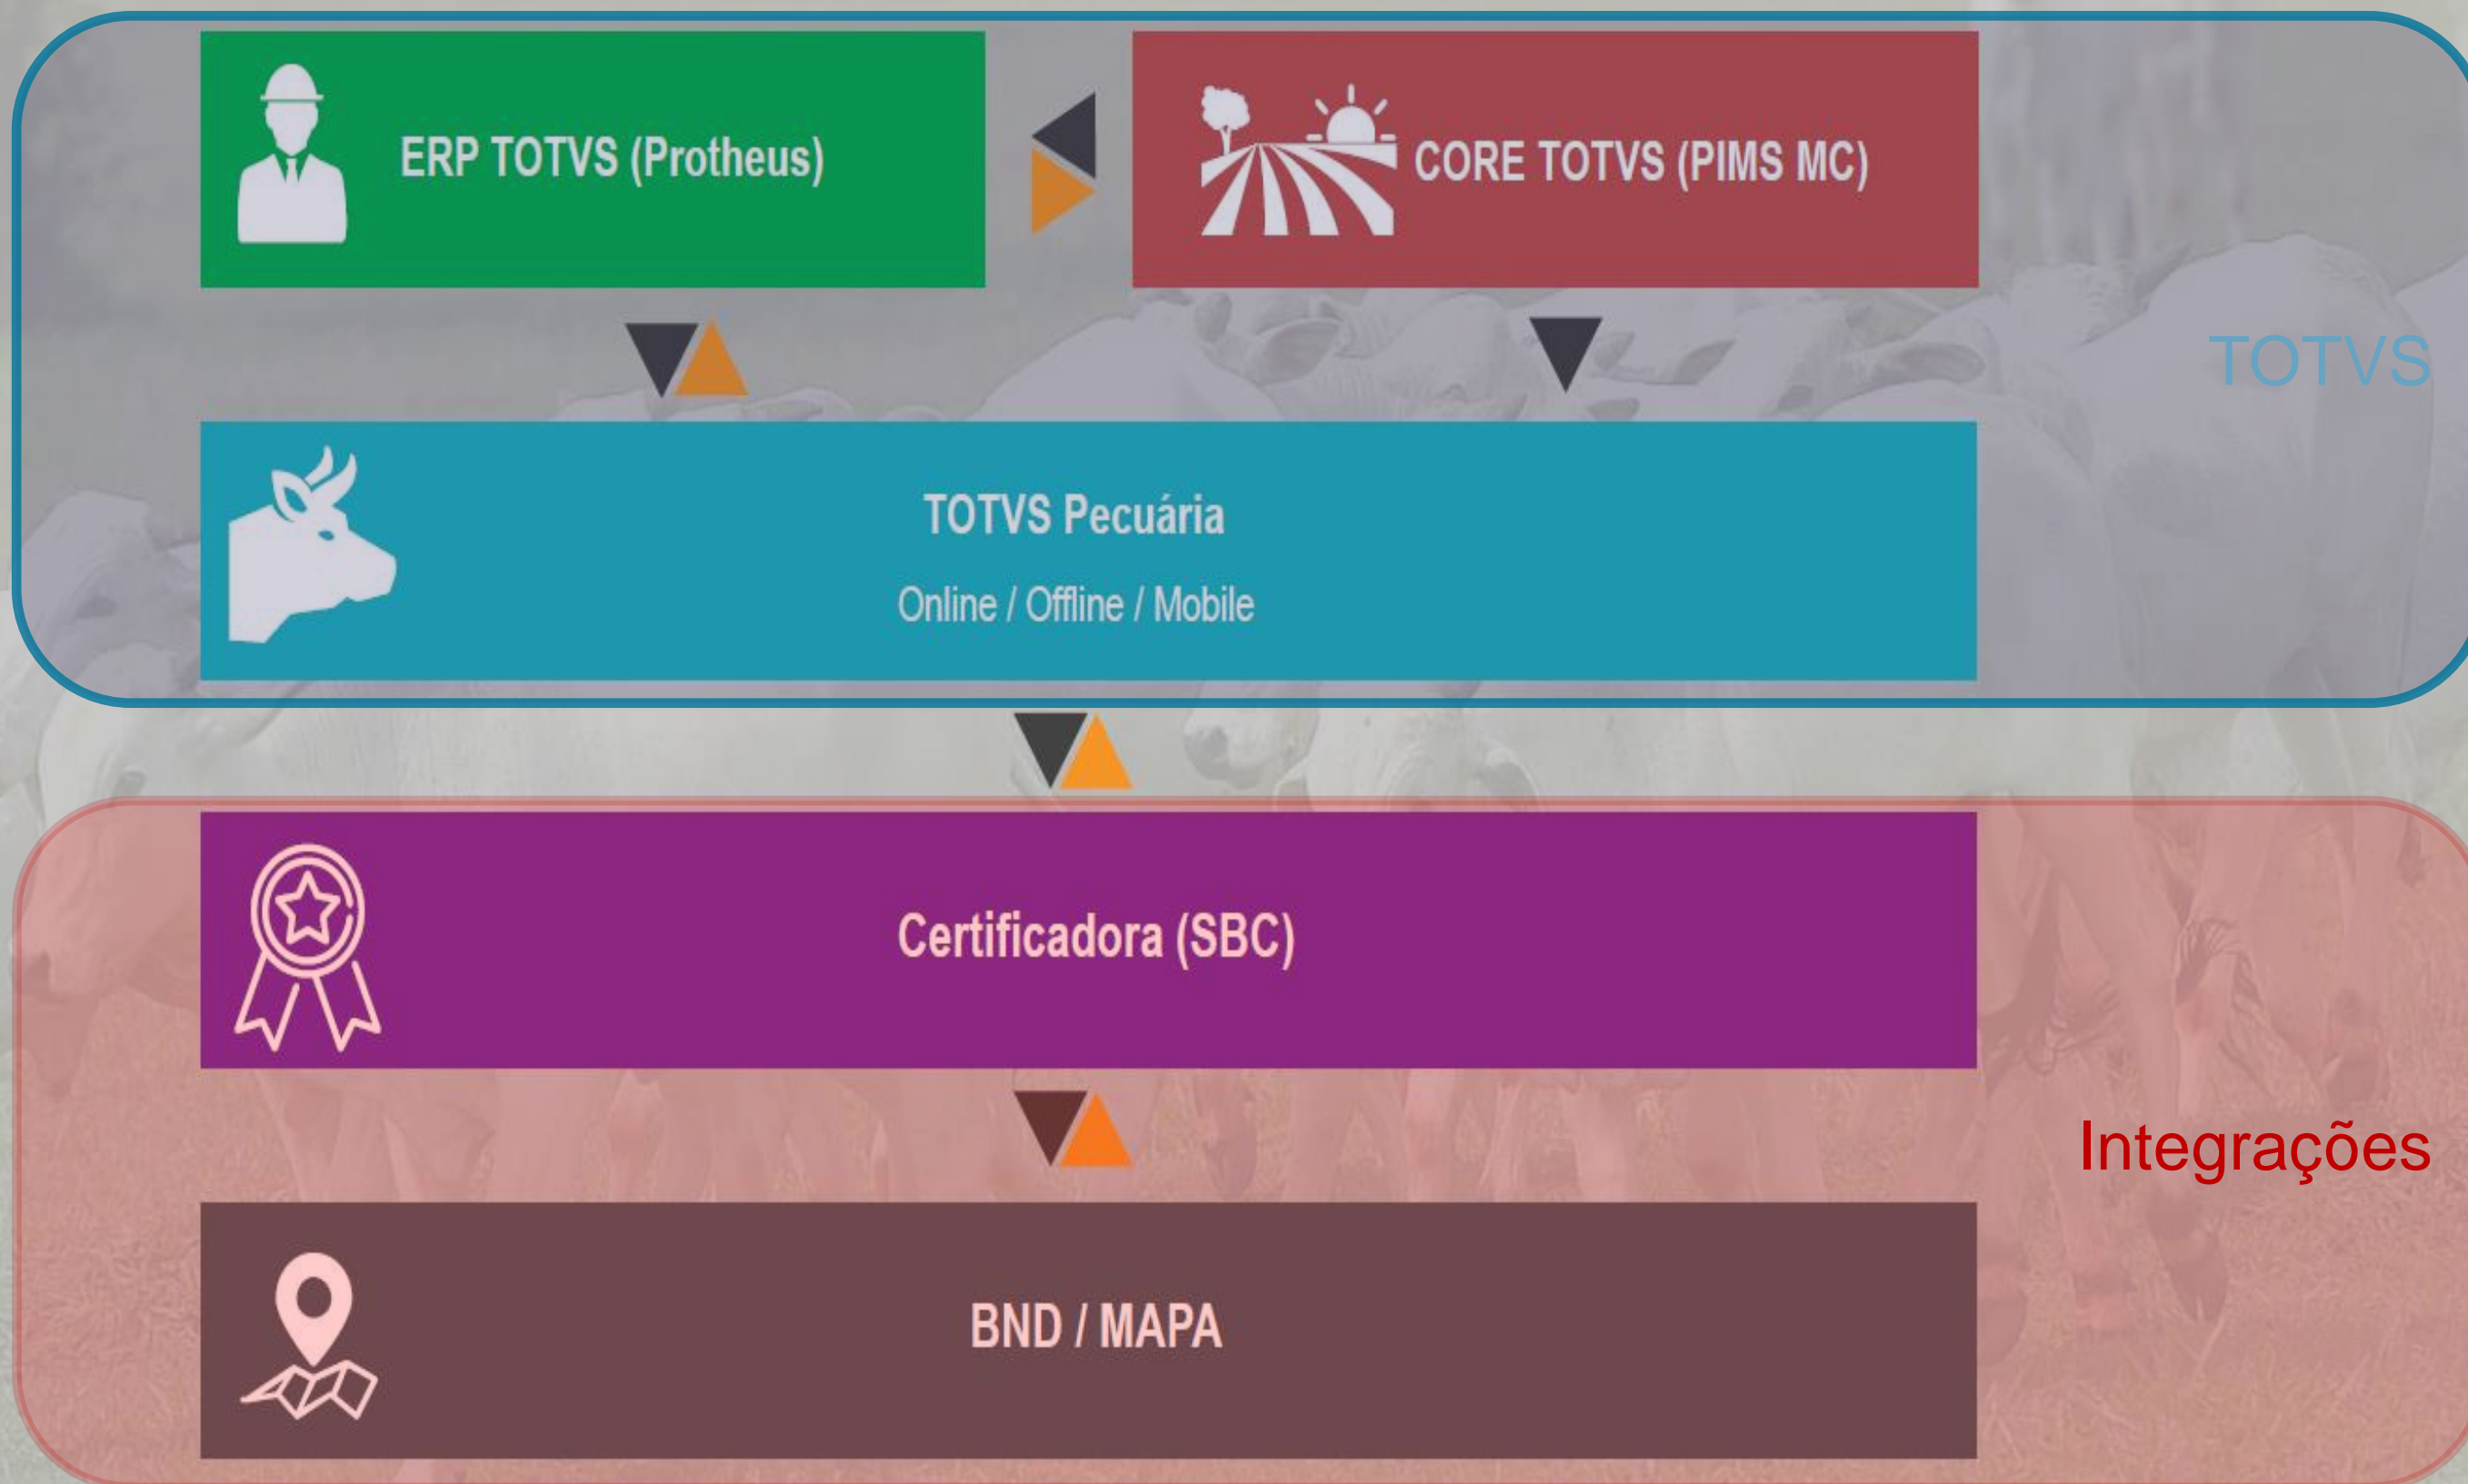 ERP TOTVS (Protheus)
CORE TOTVS (PIMS MC)
TOTVS
TOTVS Pecuária
Online / Offline / Mobile
Certificadora (SBC)
Integrações
BND / MAPA